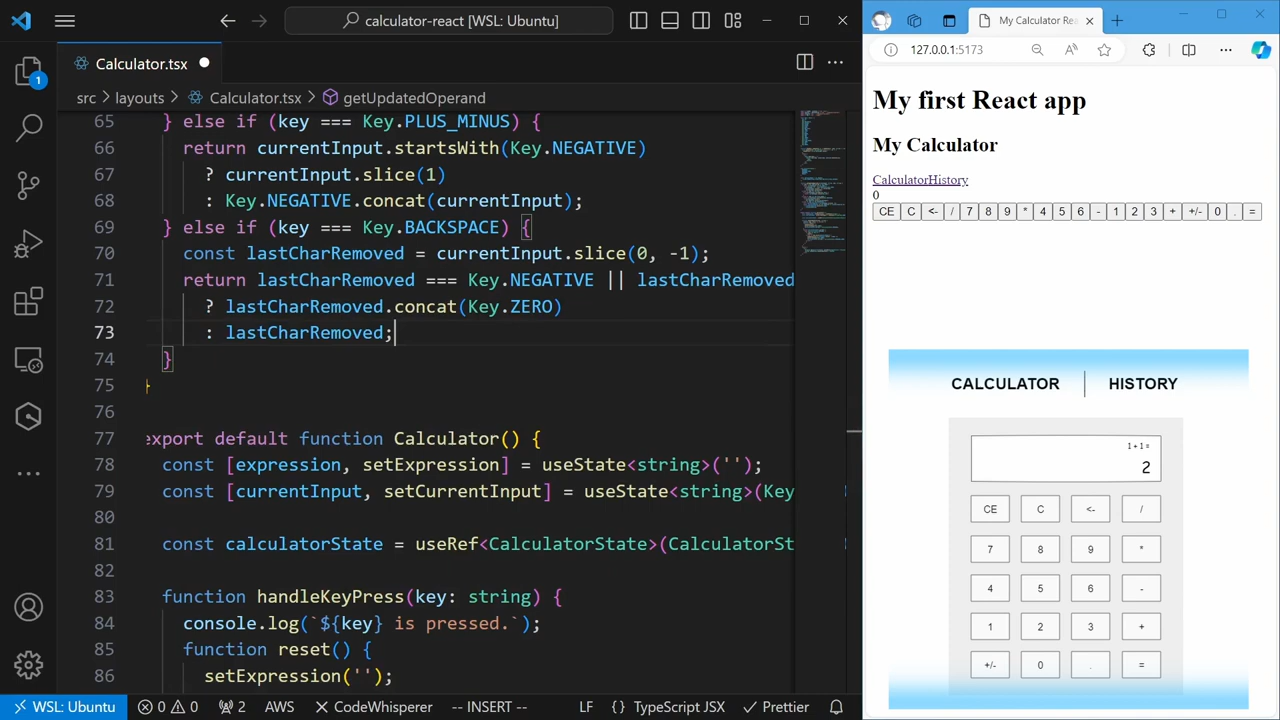 calculator-react [WSL: Ubuntu]
Calculator.tsx
src > layouts > Calculator.tsx > getUpdatedOperand
65 } else if (key === Key.PLUS_MINUS) {
66 return currentInput.startsWith(Key.NEGATIVE)
67 ? currentInput.slice(1)
68 : Key.NEGATIVE.concat(currentInput);
69 } else if (key === Key.BACKSPACE) {
70 const lastCharRemoved = currentInput.slice(0, -1);
71 return lastCharRemoved === Key.NEGATIVE || lastCharRemoved
72 ? lastCharRemoved.concat(Key.ZERO)
73 : lastCharRemoved;
74 }
75 }
76
77 export default function Calculator() {
78 const [expression, setExpression] = useState<string>('');
79 const [currentInput, setCurrentInput] = useState<string>(Key
80
81 const calculatorState = useRef<CalculatorState>(CalculatorSt
82
83 function handleKeyPress(key: string) {
84 console.log(`${key} is pressed.`);
85 function reset() {
86 setExpression('');
1
WSL: Ubuntu 0 0 2 AWS CodeWhisperer -- INSERT -- LF {} TypeScript JSX Prettier
My Calculator Rea
127.0.0.1:5173
My first React app
My Calculator
CalculatorHistory
0
CE C <- / 7 8 9 * 4 5 6 - 1 2 3 + +/- 0 . =
CALCULATOR | HISTORY
1 + 1 =
2
CE C <- /
7 8 9 *
4 5 6 -
1 2 3 +
+/- 0 . =